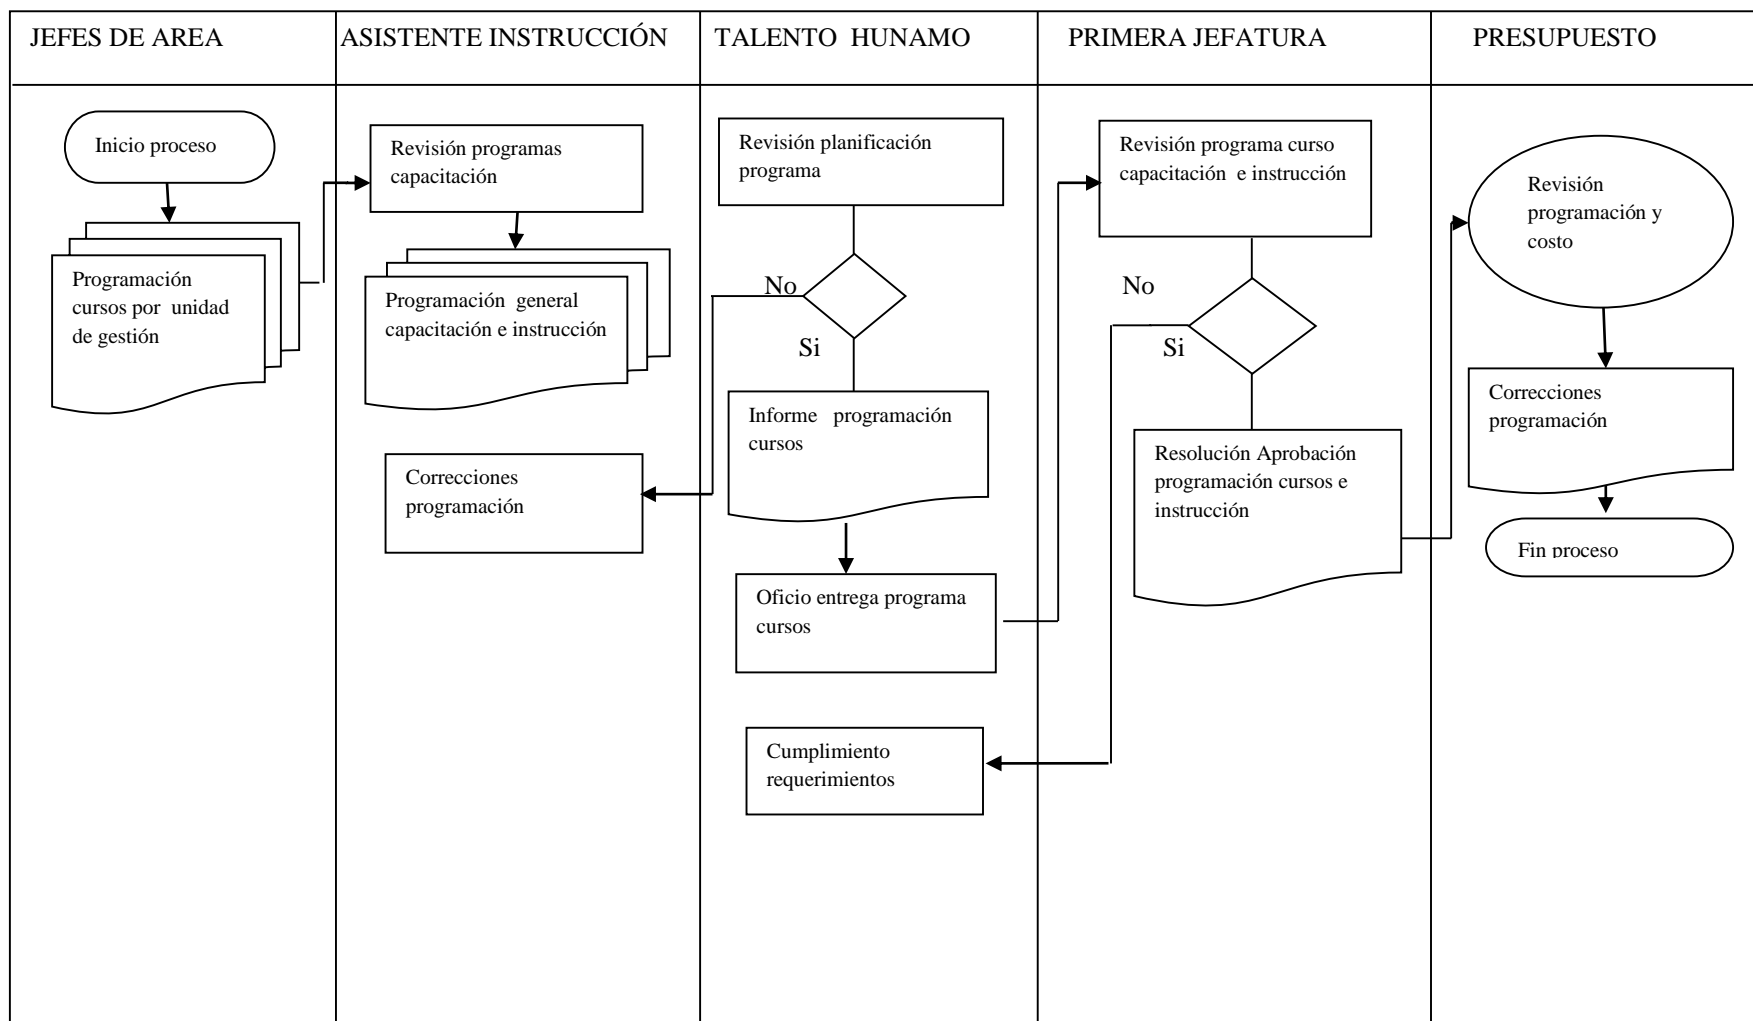 JEFES DE AREA
ASISTENTE INSTRUCCIÓN
TALENTO HUNAMO
PRIMERA JEFATURA
PRESUPUESTO
Inicio proceso
Programación
cursos por unidad
de gestión
Revisión programas
capacitación
Programación general
capacitación e instrucción
Correcciones
programación
Revisión planificación
programa
No
Si
Informe programación
cursos
Oficio entrega programa
cursos
Cumplimiento
requerimientos
Revisión programa curso
capacitación e instrucción
No
Si
Resolución Aprobación
programación cursos e
instrucción
Revisión
programación y
costo
Correcciones
programación
Fin proceso